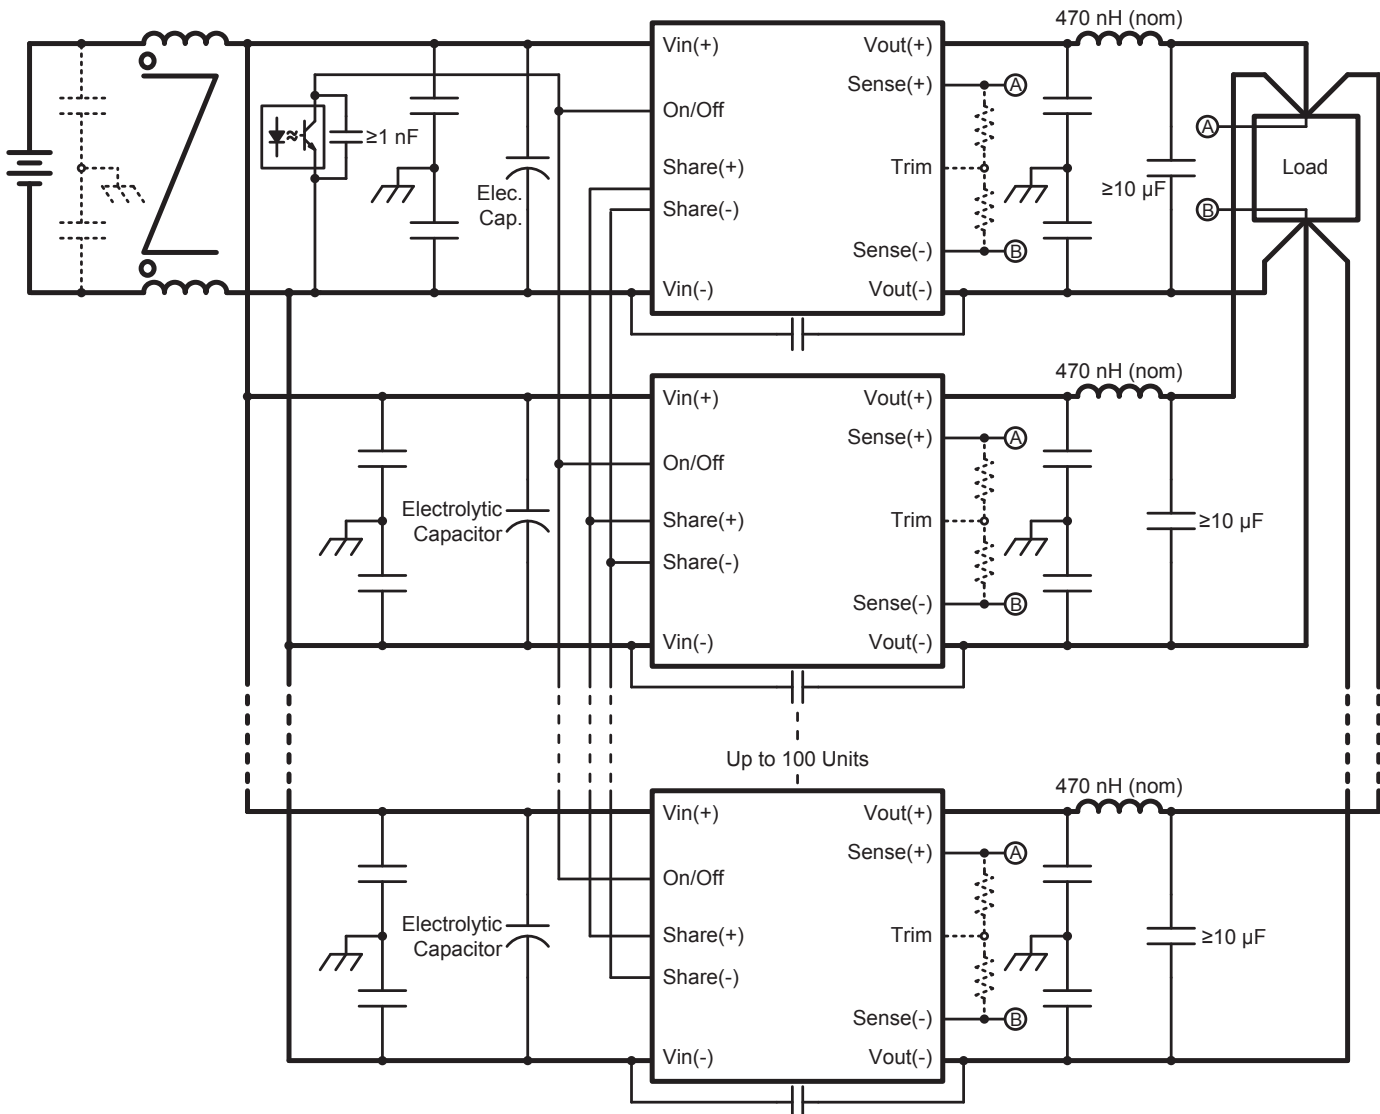 470 nH (nom)
Vin(+)
Vout(+)
Sense(+)
A
On/Off
≥1 nF
A
Share(+)
Trim
Load
Elec.
Cap.
≥10 µF
Share(-)
B
Sense(-)
B
Vin(-)
Vout(-)
470 nH (nom)
Vin(+)
Vout(+)
Sense(+)
A
On/Off
Electrolytic
Capacitor
Share(+)
Trim
≥10 µF
Share(-)
Sense(-)
B
Vin(-)
Vout(-)
Up to 100 Units
470 nH (nom)
Vin(+)
Vout(+)
Sense(+)
A
On/Off
Electrolytic
Capacitor
Share(+)
Trim
≥10 µF
Share(-)
Sense(-)
B
Vin(-)
Vout(-)